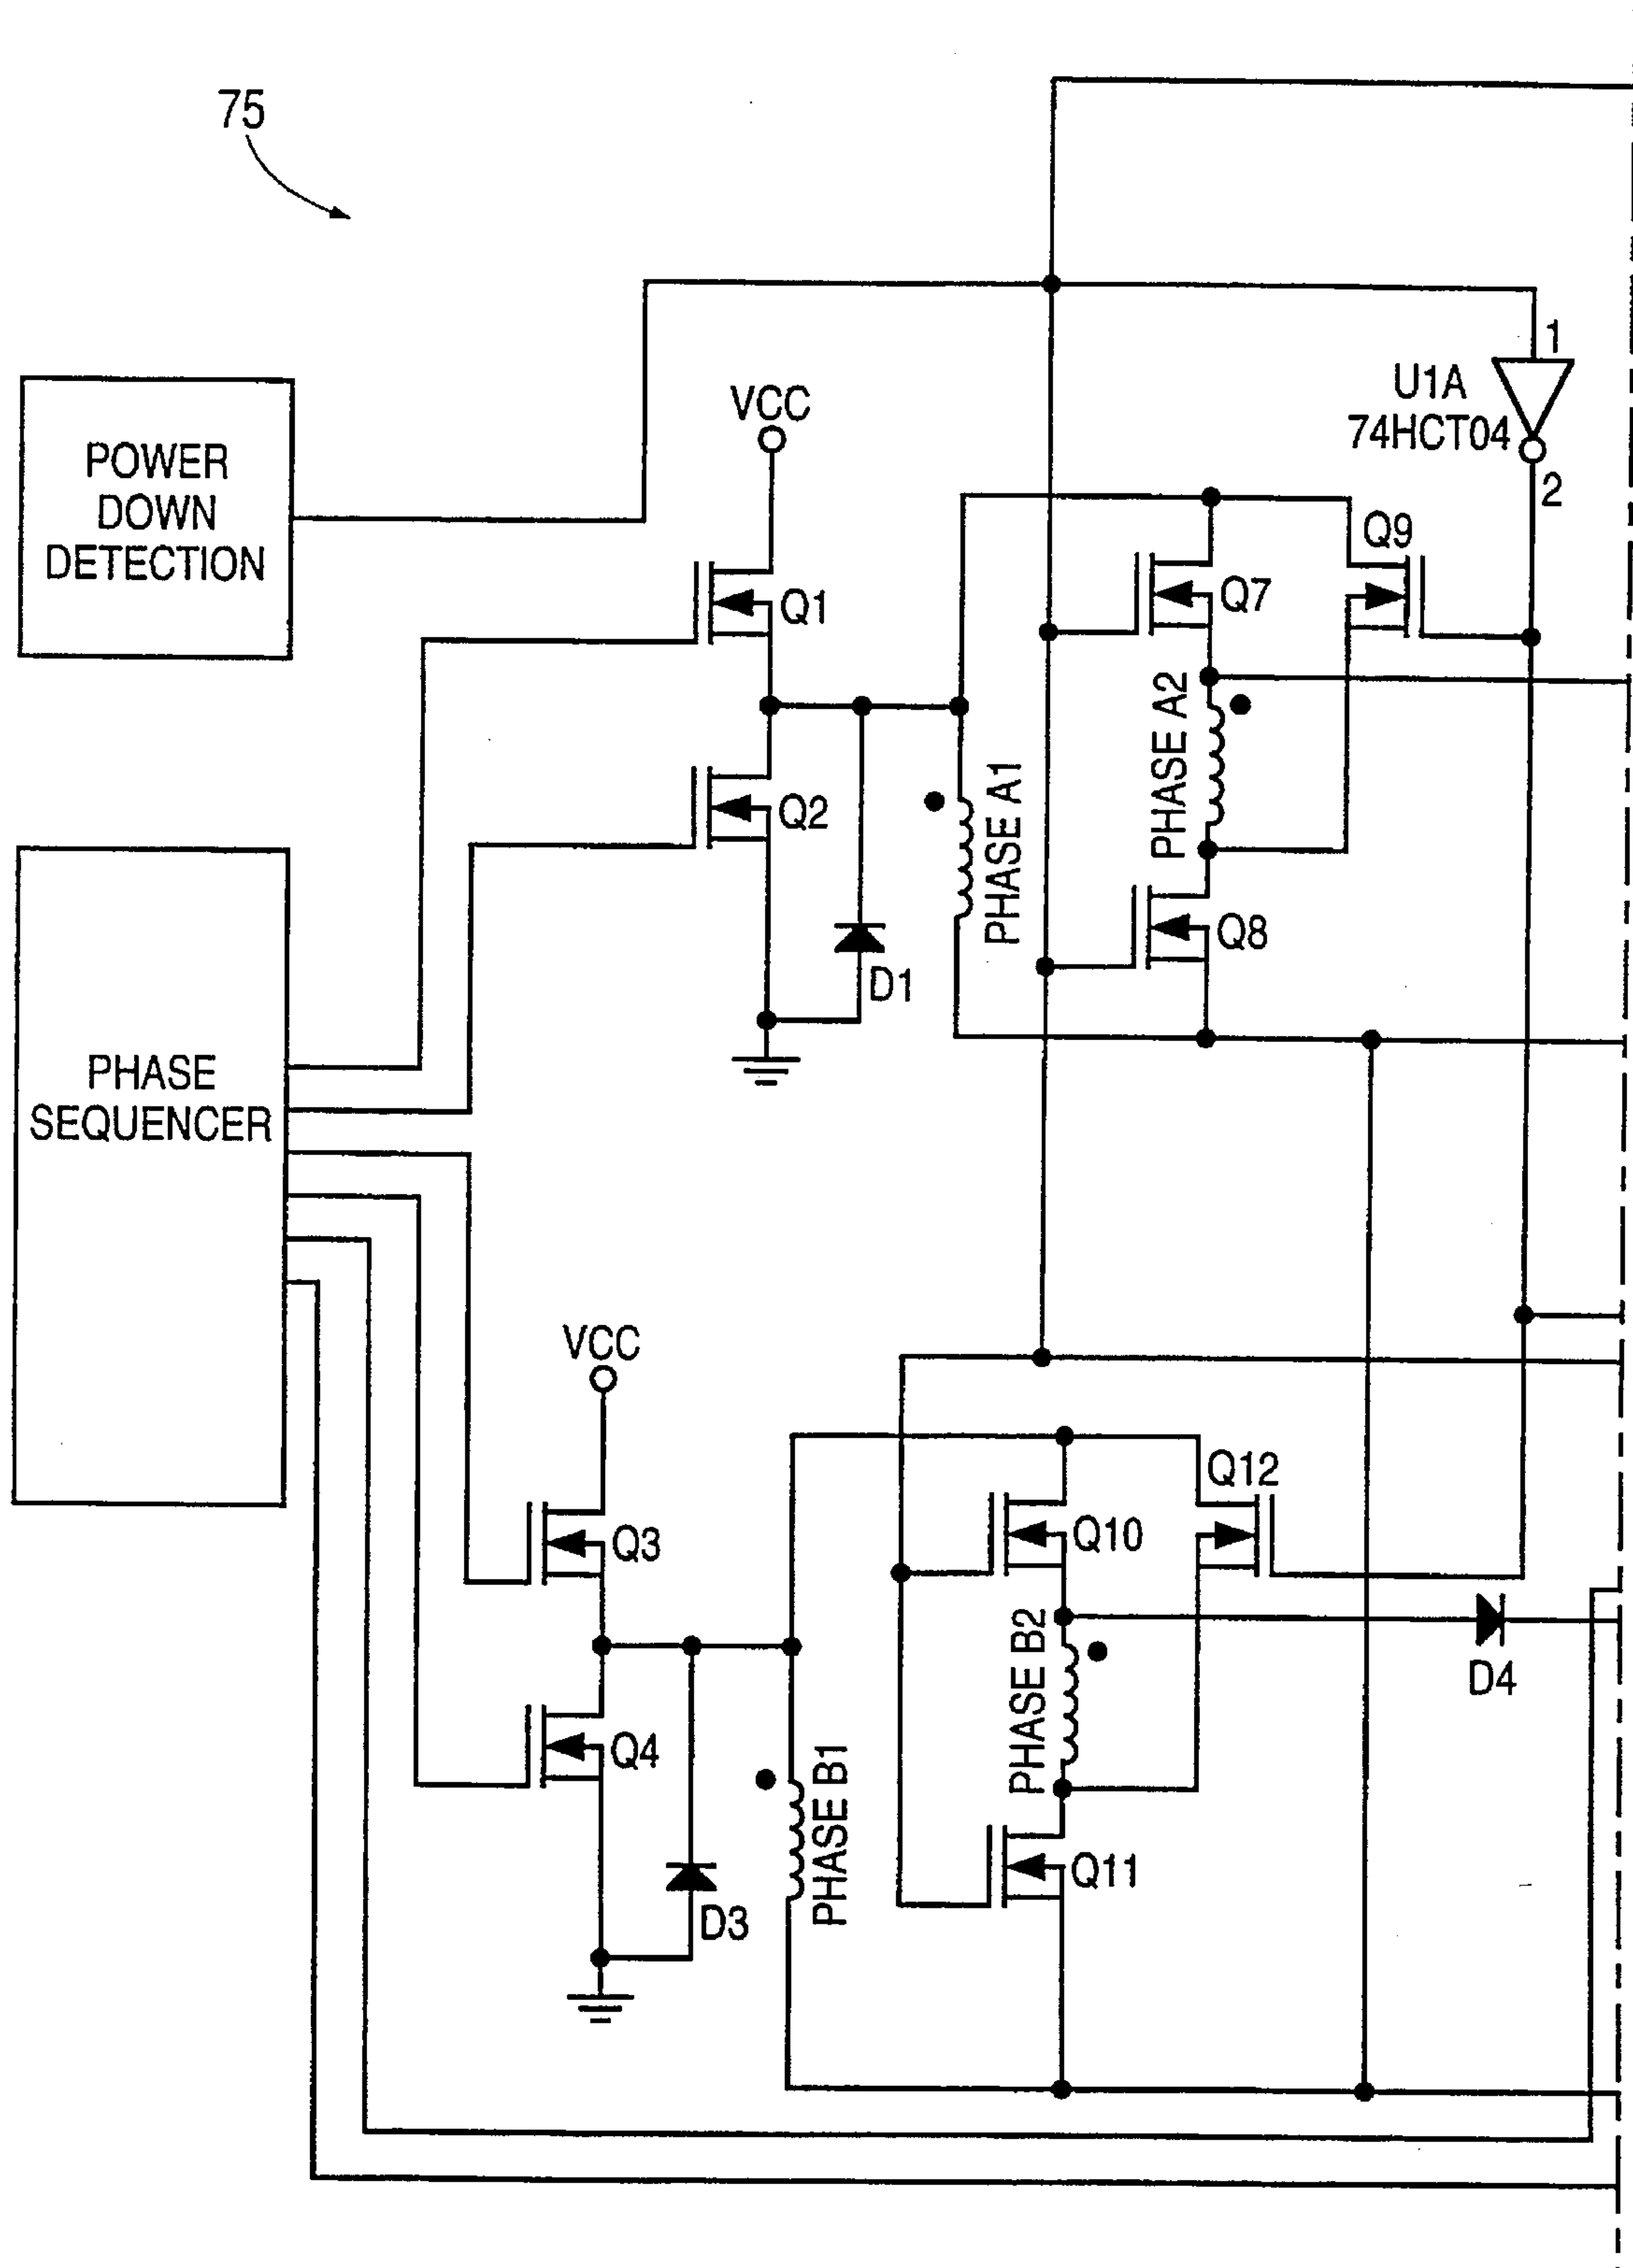 75
1
U1A
74HCT04
2
VCC
POWER
DOWN
DETECTION
Q9
Q7
Q1
PHASE A2
Q2
PHASE A1
Q8
D1
PHASE
SEQUENCER
VCC
Q12
Q10
Q3
PHASE B2
D4
Q4
PHASE B1
Q11
D3